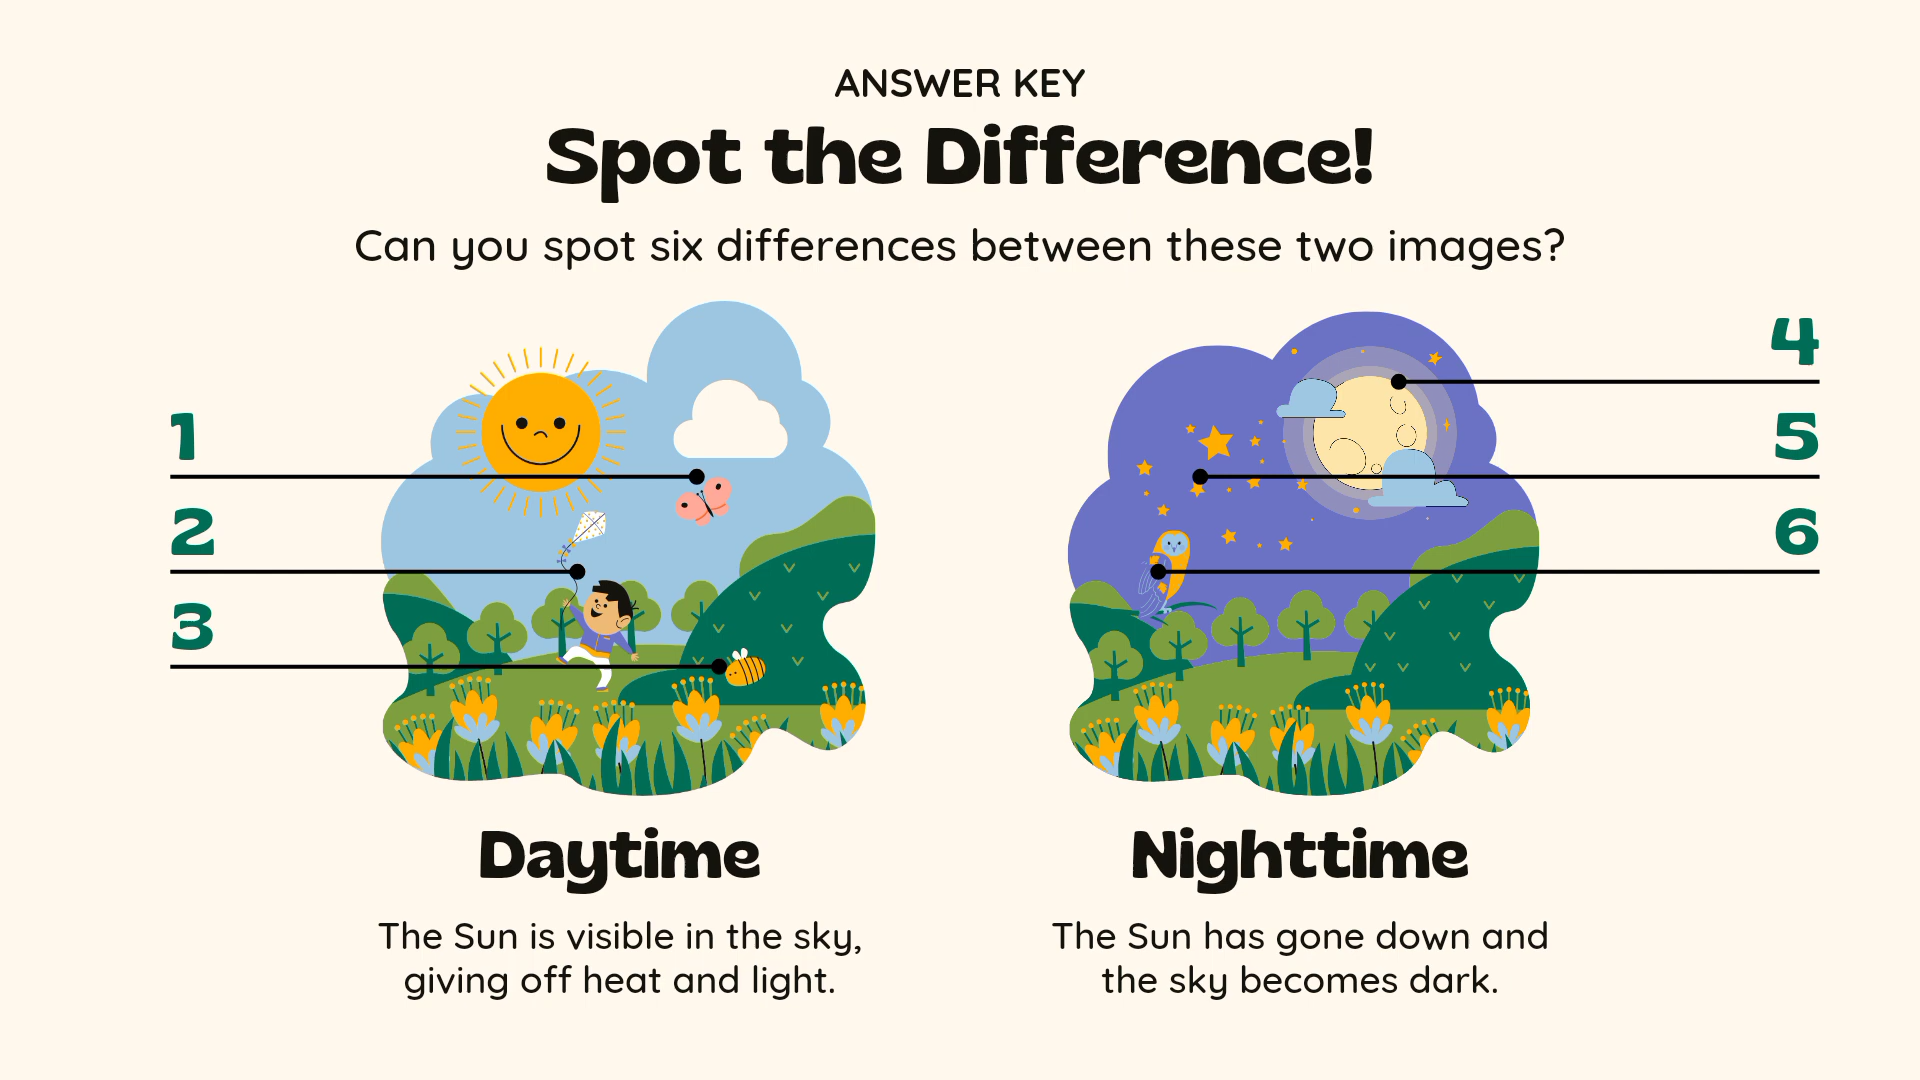 ANSWER KEY
Spot the Difference!
Can you spot six differences between these two images?
1
2
3
4
5
6
Daytime
The Sun is visible in the sky,
giving off heat and light.
Nighttime
The Sun has gone down and
the sky becomes dark.